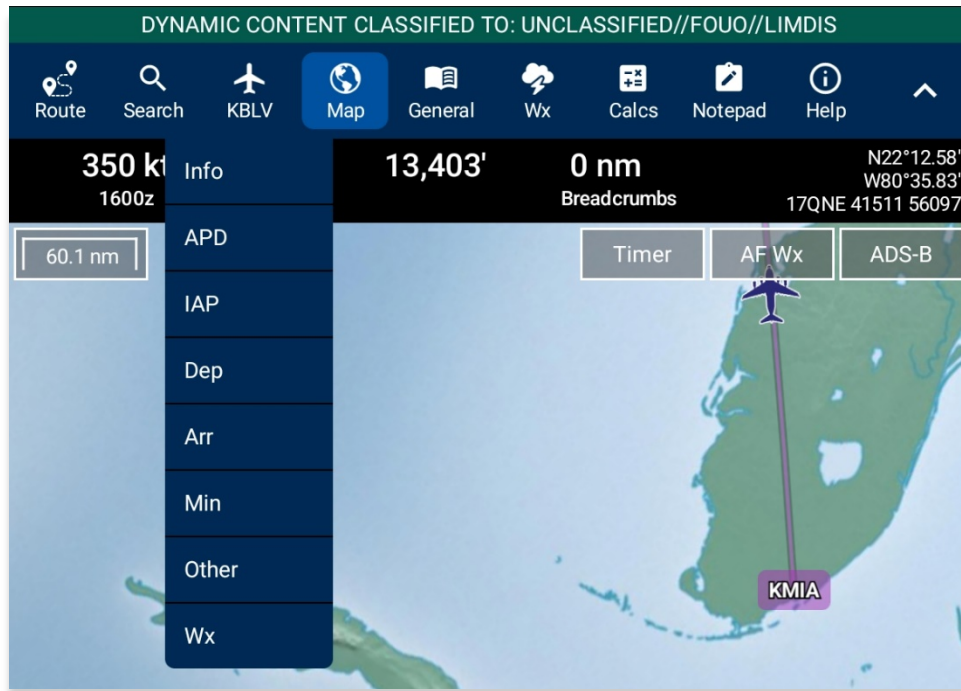 DYNAMIC CONTENT CLASSIFIED TO: UNCLASSIFIED//FOUO//LIMDIS
Route Search KBLV Map General Wx Calcs Notepad Help
350 kt 13,403' 0 nm N22°12.58'
1600z Breadcrumbs W80°35.83'
17QNE 41511 56097
Info
APD
60.1 nm Timer AF Wx ADS-B
IAP
Dep
Arr
Min
Other
KMIA
Wx